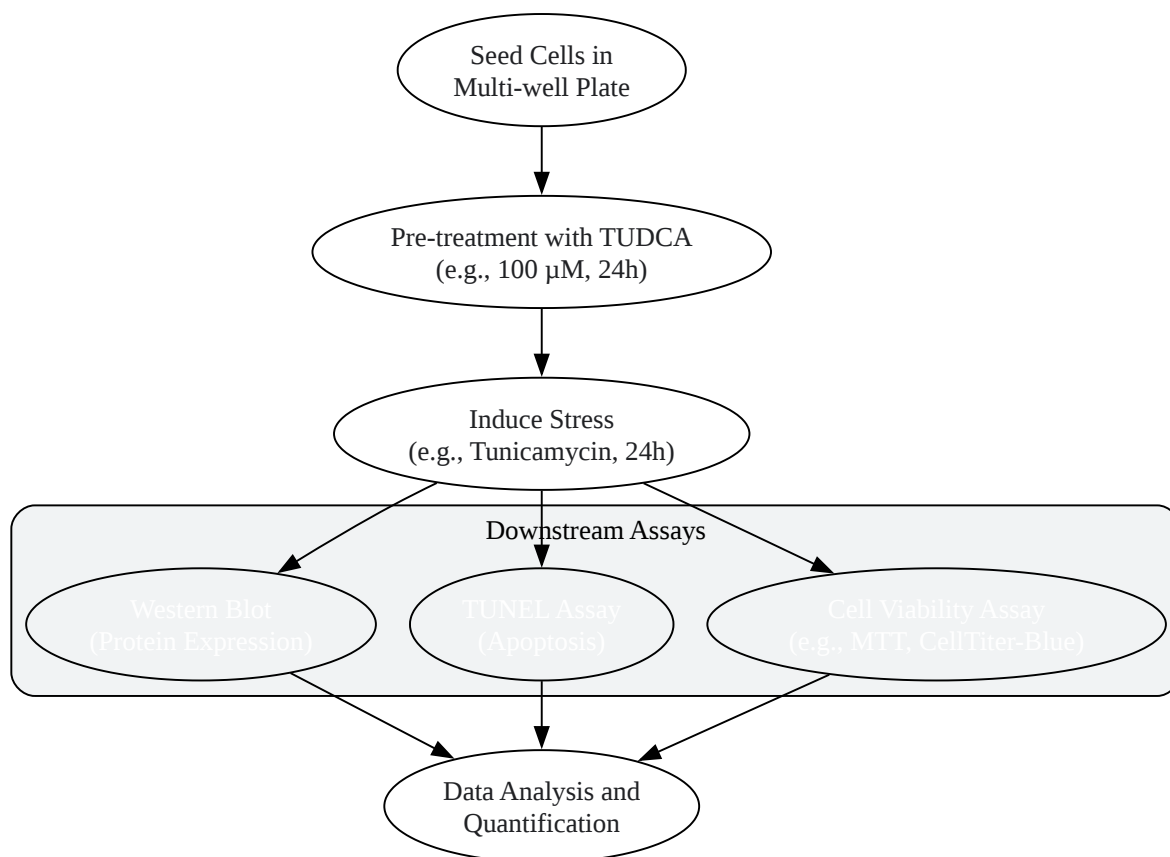 Seed Cells in
Multi-well Plate
Pre-treatment with TUDCA
(e.g., 100 µM, 24h)
Induce Stress
(e.g., Tunicamycin, 24h)
Downstream Assays
Western Blot
(Protein Expression)
TUNEL Assay
(Apoptosis)
Cell Viability Assay
(e.g., MTT, CellTiter-Blue)
Data Analysis and
Quantification